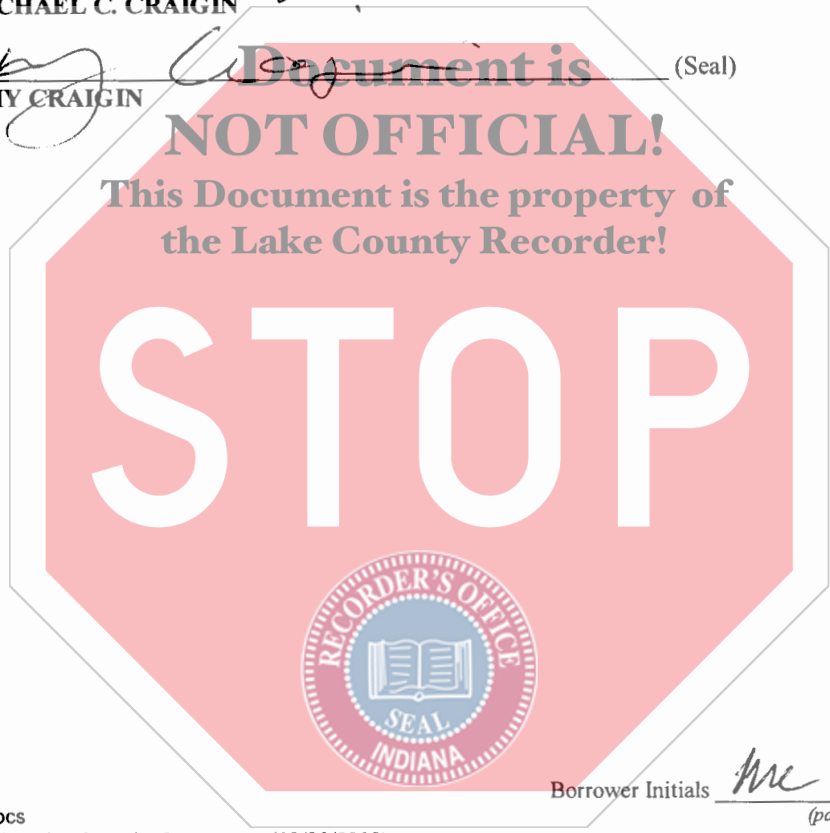 CHAEL C. CRAIGIN
(Seal)
TY CRAIGIN
Document is
NOT OFFICIAL!
This Document is the property of
the Lake County Recorder!
STOP
RECORDER'S OFFICE
SEAL
INDIANA
Borrower Initials
ocs